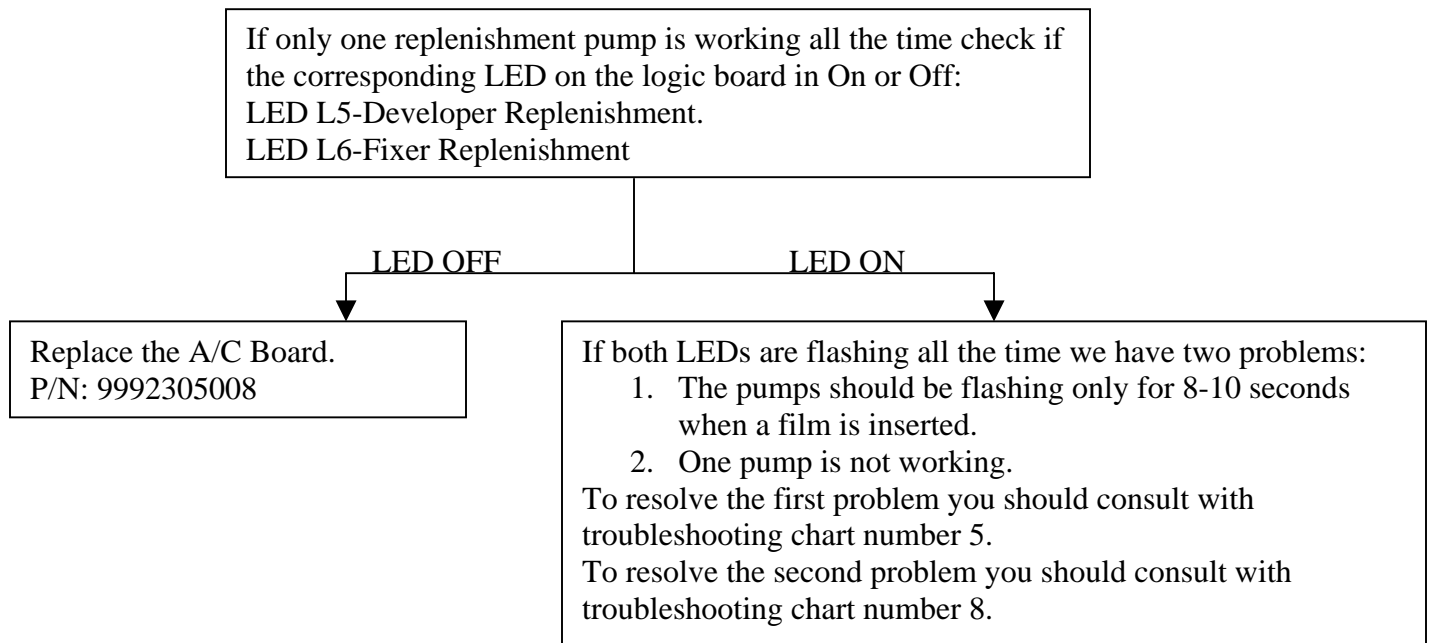 If only one replenishment pump is working all the time check if
the corresponding LED on the logic board in On or Off:
LED L5-Developer Replenishment.
LED L6-Fixer Replenishment
LED OFF
LED ON
Replace the A/C Board.
P/N: 9992305008
If both LEDs are flashing all the time we have two problems:
1. The pumps should be flashing only for 8-10 seconds
when a film is inserted.
2. One pump is not working.
To resolve the first problem you should consult with
troubleshooting chart number 5.
To resolve the second problem you should consult with
troubleshooting chart number 8.